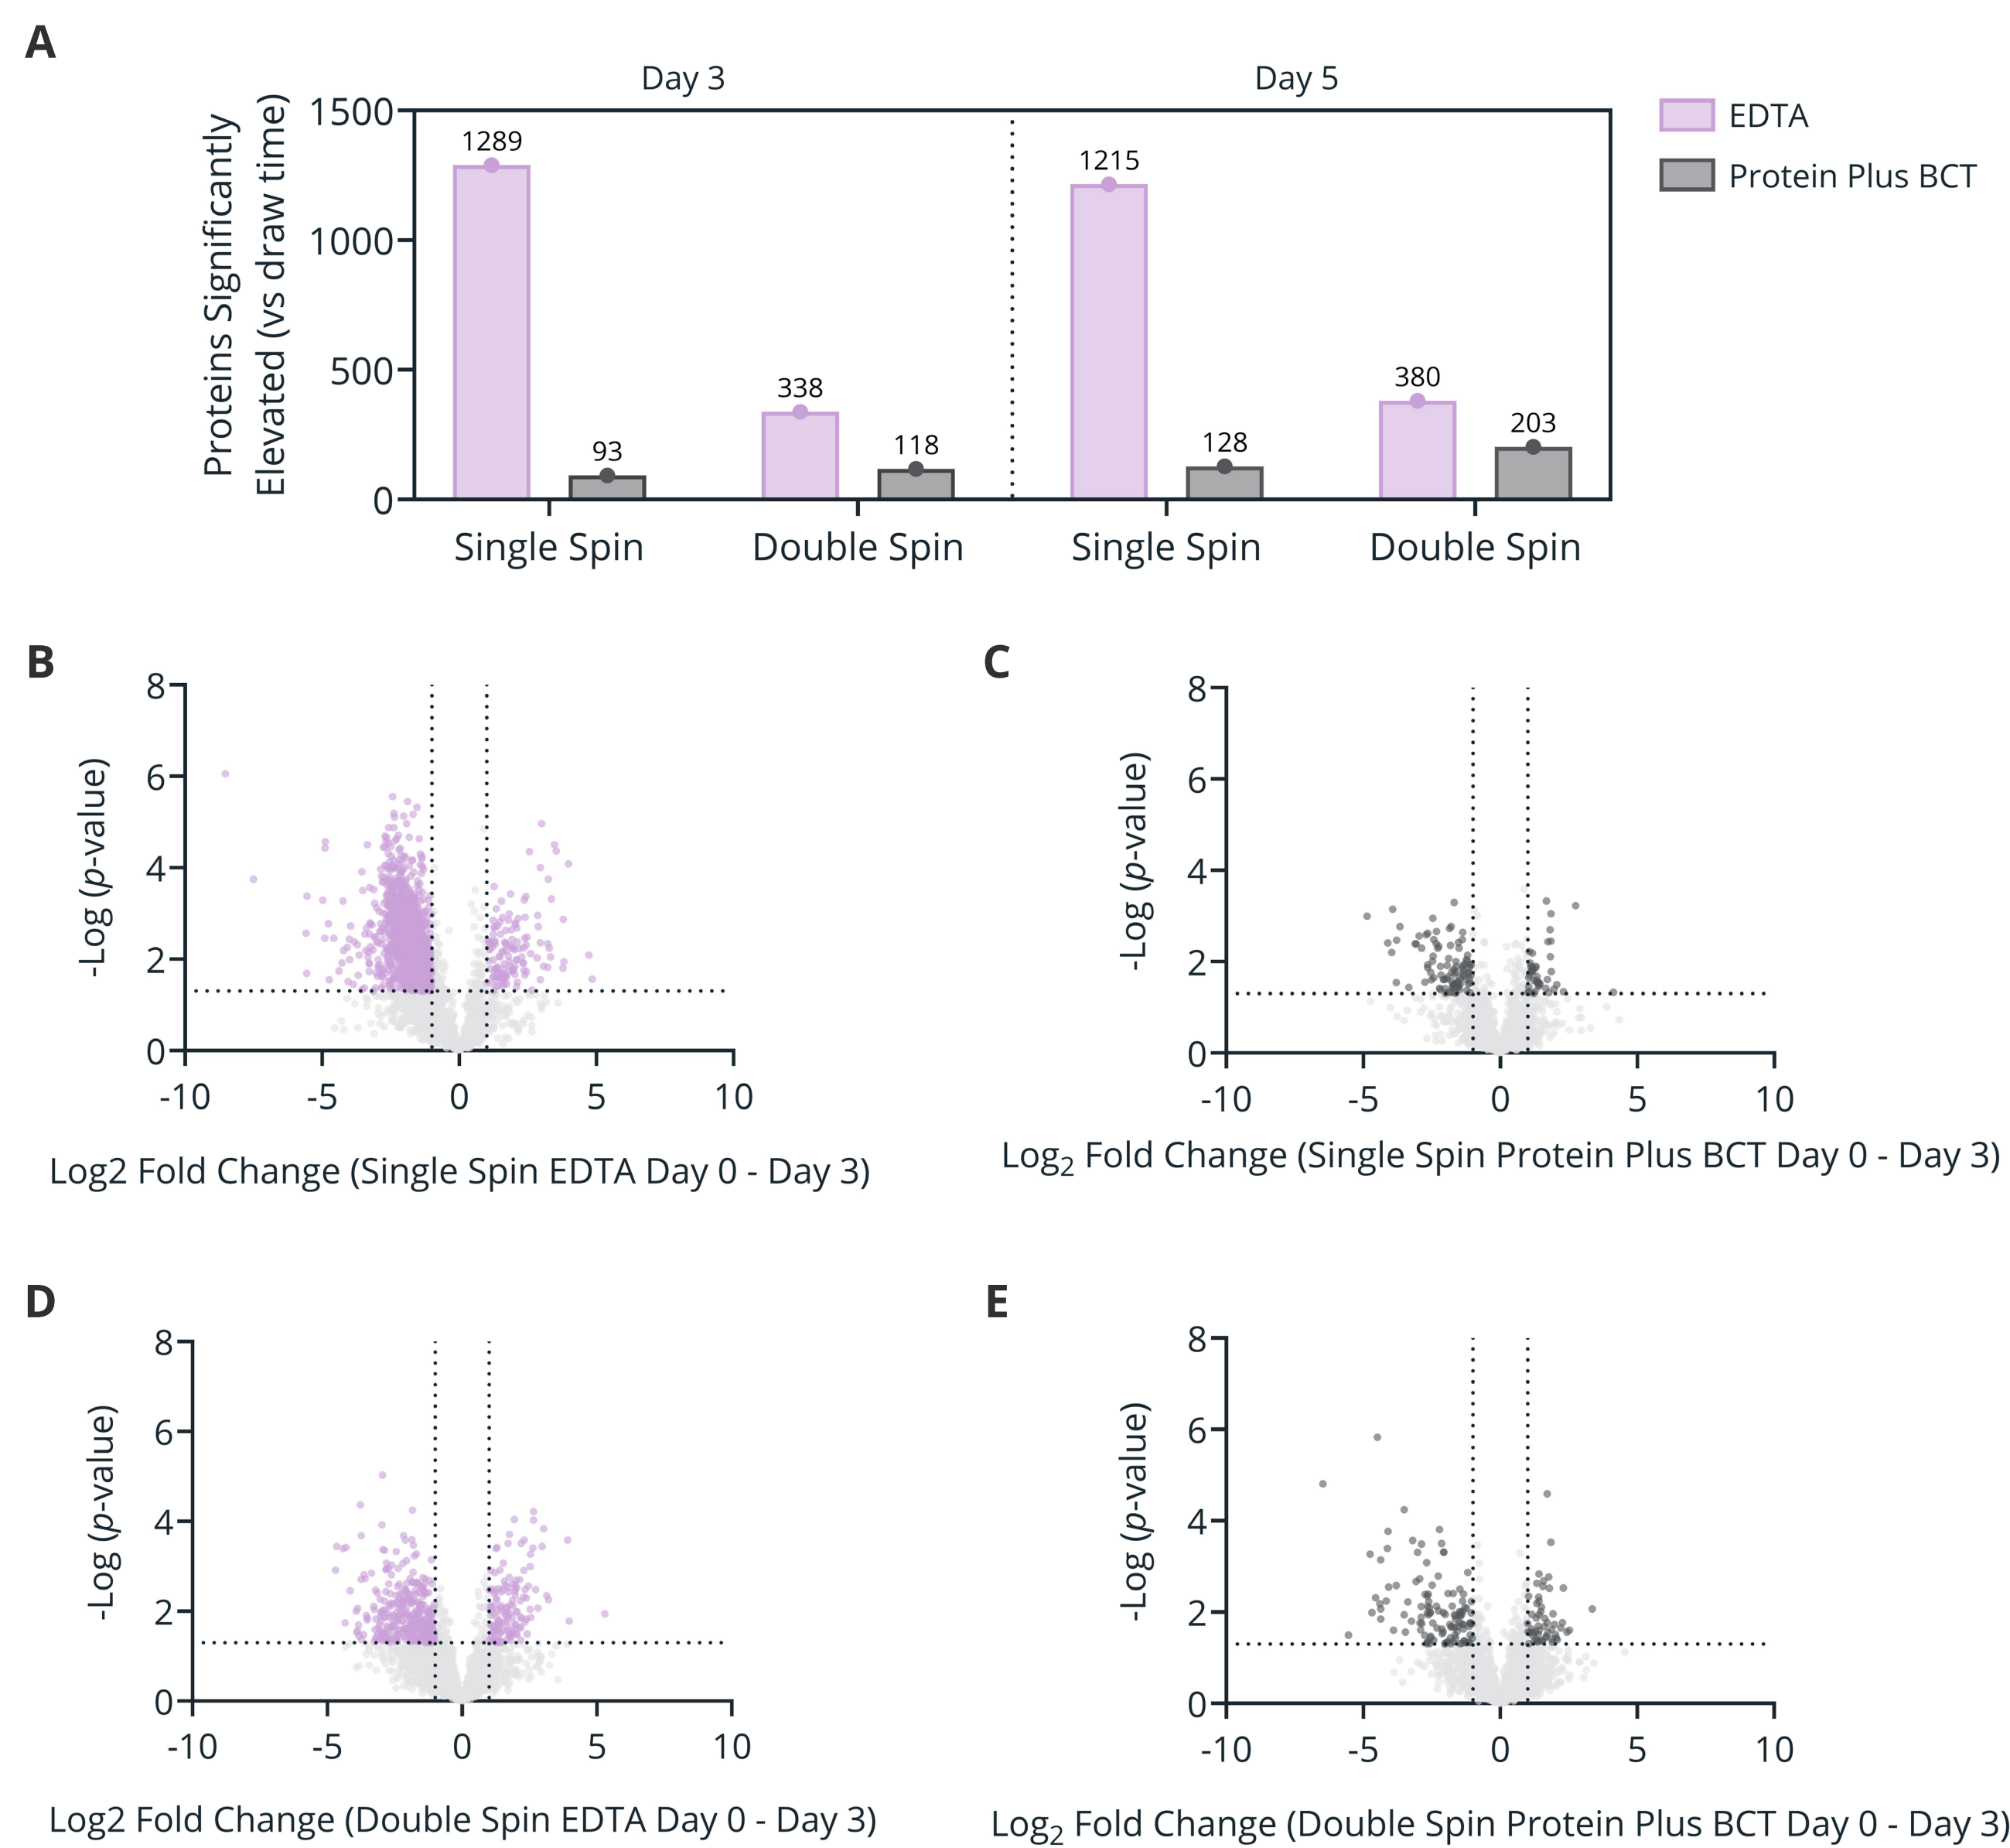 A
Day 3
Day 5
Proteins Significantly
Elevated (vs draw time)
1500
1000
500
0
1289
93
338
118
1215
128
380
203
Single Spin
Double Spin
Single Spin
Double Spin
EDTA
Protein Plus BCT
B
-Log (p-value)
8
6
4
2
0
-10 -5 0 5 10
Log2 Fold Change (Single Spin EDTA Day 0 - Day 3)
C
-Log (p-value)
8
6
4
2
0
-10 -5 0 5 10
Log₂ Fold Change (Single Spin Protein Plus BCT Day 0 - Day 3)
D
-Log (p-value)
8
6
4
2
0
-10 -5 0 5 10
Log2 Fold Change (Double Spin EDTA Day 0 - Day 3)
E
-Log (p-value)
8
6
4
2
0
-10 -5 0 5 10
Log₂ Fold Change (Double Spin Protein Plus BCT Day 0 - Day 3)